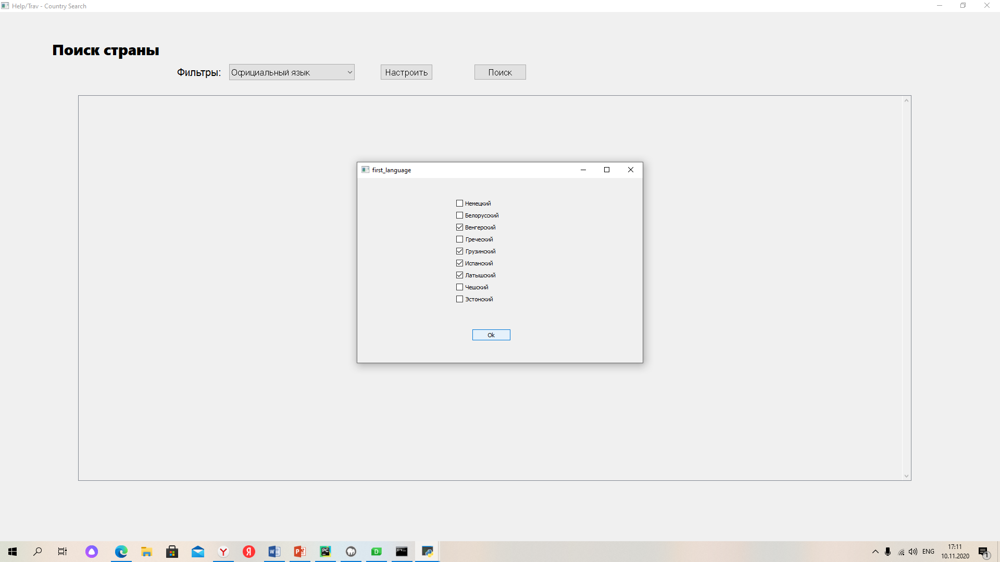 Help/Trav - Country Search
Поиск страны
Фильтры: Официальный язык Настроить Поиск
first_language
Немецкий
Белорусский
Венгерский
Греческий
Грузинский
Испанский
Латышский
Чешский
Эстонский
Ok
ENG
17:11
10.11.2020
1